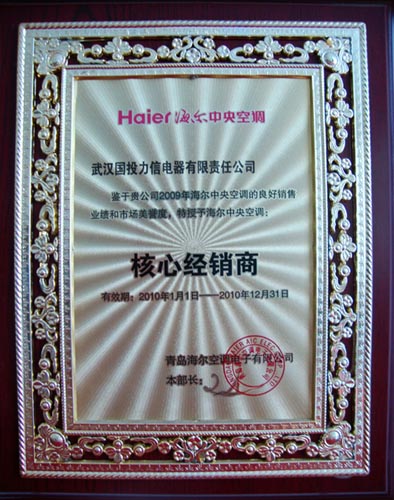 Haier 海尔中央空调
武汉国投力信电器有限责任公司
鉴于贵公司2009年海尔中央空调的良好销售
业绩和市场美誉度，特授予海尔中央空调：
核心经销商
有效期：2010年1月1日——2010年12月31日
青岛海尔空调电子有限公司
本部长：